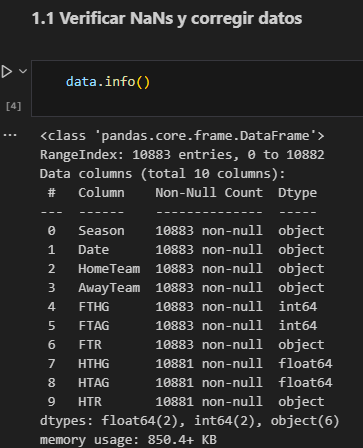 1.1 Verificar NaNs y corregir datos
data.info()
[4]
...
<class 'pandas.core.frame.DataFrame'>
RangeIndex: 10883 entries, 0 to 10882
Data columns (total 10 columns):
 #   Column    Non-Null Count  Dtype
---  ------    --------------  -----
 0   Season    10883 non-null  object
 1   Date      10883 non-null  object
 2   HomeTeam  10883 non-null  object
 3   AwayTeam  10883 non-null  object
 4   FTHG      10883 non-null  int64
 5   FTAG      10883 non-null  int64
 6   FTR       10883 non-null  object
 7   HTHG      10881 non-null  float64
 8   HTAG      10881 non-null  float64
 9   HTR       10881 non-null  object
dtypes: float64(2), int64(2), object(6)
memory usage: 850.4+ KB